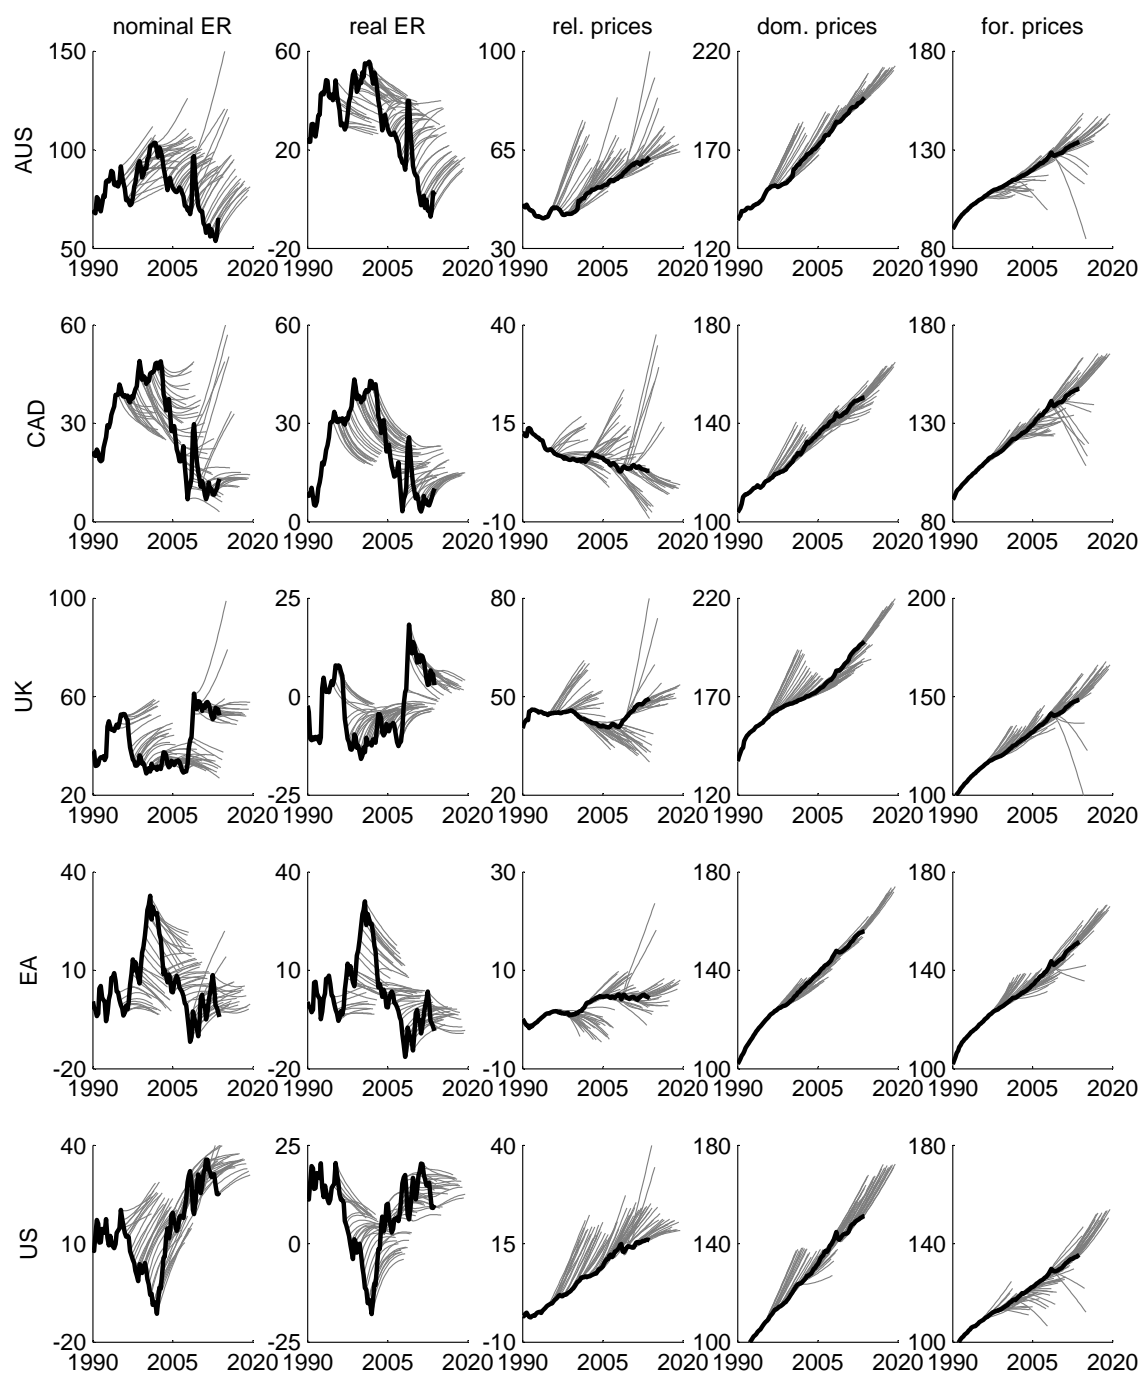 nominal ER real ER rel. prices dom. prices for. prices
150 60 100 220 180
AUS 100 20 65 170 130
50 -20 30 120 80
1990 2005 2020 1990 2005 2020 1990 2005 2020 1990 2005 2020 1990 2005 2020
60 60 40 180 180
CAD 30 30 15 140 130
0 0 -10 100 80
1990 2005 2020 1990 2005 2020 1990 2005 2020 1990 2005 2020 1990 2005 2020
100 25 80 220 200
UK 60 0 50 170 150
20 -25 20 120 100
1990 2005 2020 1990 2005 2020 1990 2005 2020 1990 2005 2020 1990 2005 2020
40 40 30 180 180
EA 10 10 10 140 140
-20 -20 -10 100 100
1990 2005 2020 1990 2005 2020 1990 2005 2020 1990 2005 2020 1990 2005 2020
40 25 40 180 180
US 10 0 15 140 140
-20 -25 -10 100 100
1990 2005 2020 1990 2005 2020 1990 2005 2020 1990 2005 2020 1990 2005 2020